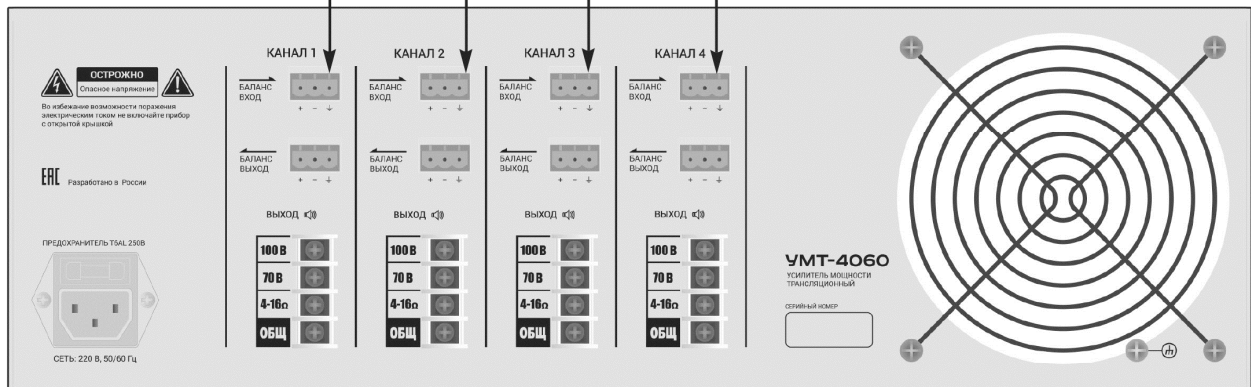 ОСТРОЖНО
Опасное напряжение
Во избежание возможности поражения
электрическим током не включайте прибор
с открытой крышкой
EAC Разработано в России
ПРЕДОХРАНИТЕЛЬ T5AL 250В
СЕТЬ: 220 В, 50/60 Гц
КАНАЛ 1
БАЛАНС
ВХОД
+ −
БАЛАНС
ВЫХОД
+ −
ВЫХОД
100 В
70 В
4-16Ω
ОБЩ
КАНАЛ 2
БАЛАНС
ВХОД
+ −
БАЛАНС
ВЫХОД
+ −
ВЫХОД
100 В
70 В
4-16Ω
ОБЩ
КАНАЛ 3
БАЛАНС
ВХОД
+ −
БАЛАНС
ВЫХОД
+ −
ВЫХОД
100 В
70 В
4-16Ω
ОБЩ
КАНАЛ 4
БАЛАНС
ВХОД
+ −
БАЛАНС
ВЫХОД
+ −
ВЫХОД
100 В
70 В
4-16Ω
ОБЩ
УМТ-4060
УСИЛИТЕЛЬ МОЩНОСТИ
ТРАНСЛЯЦИОННЫЙ
СЕРИЙНЫЙ НОМЕР